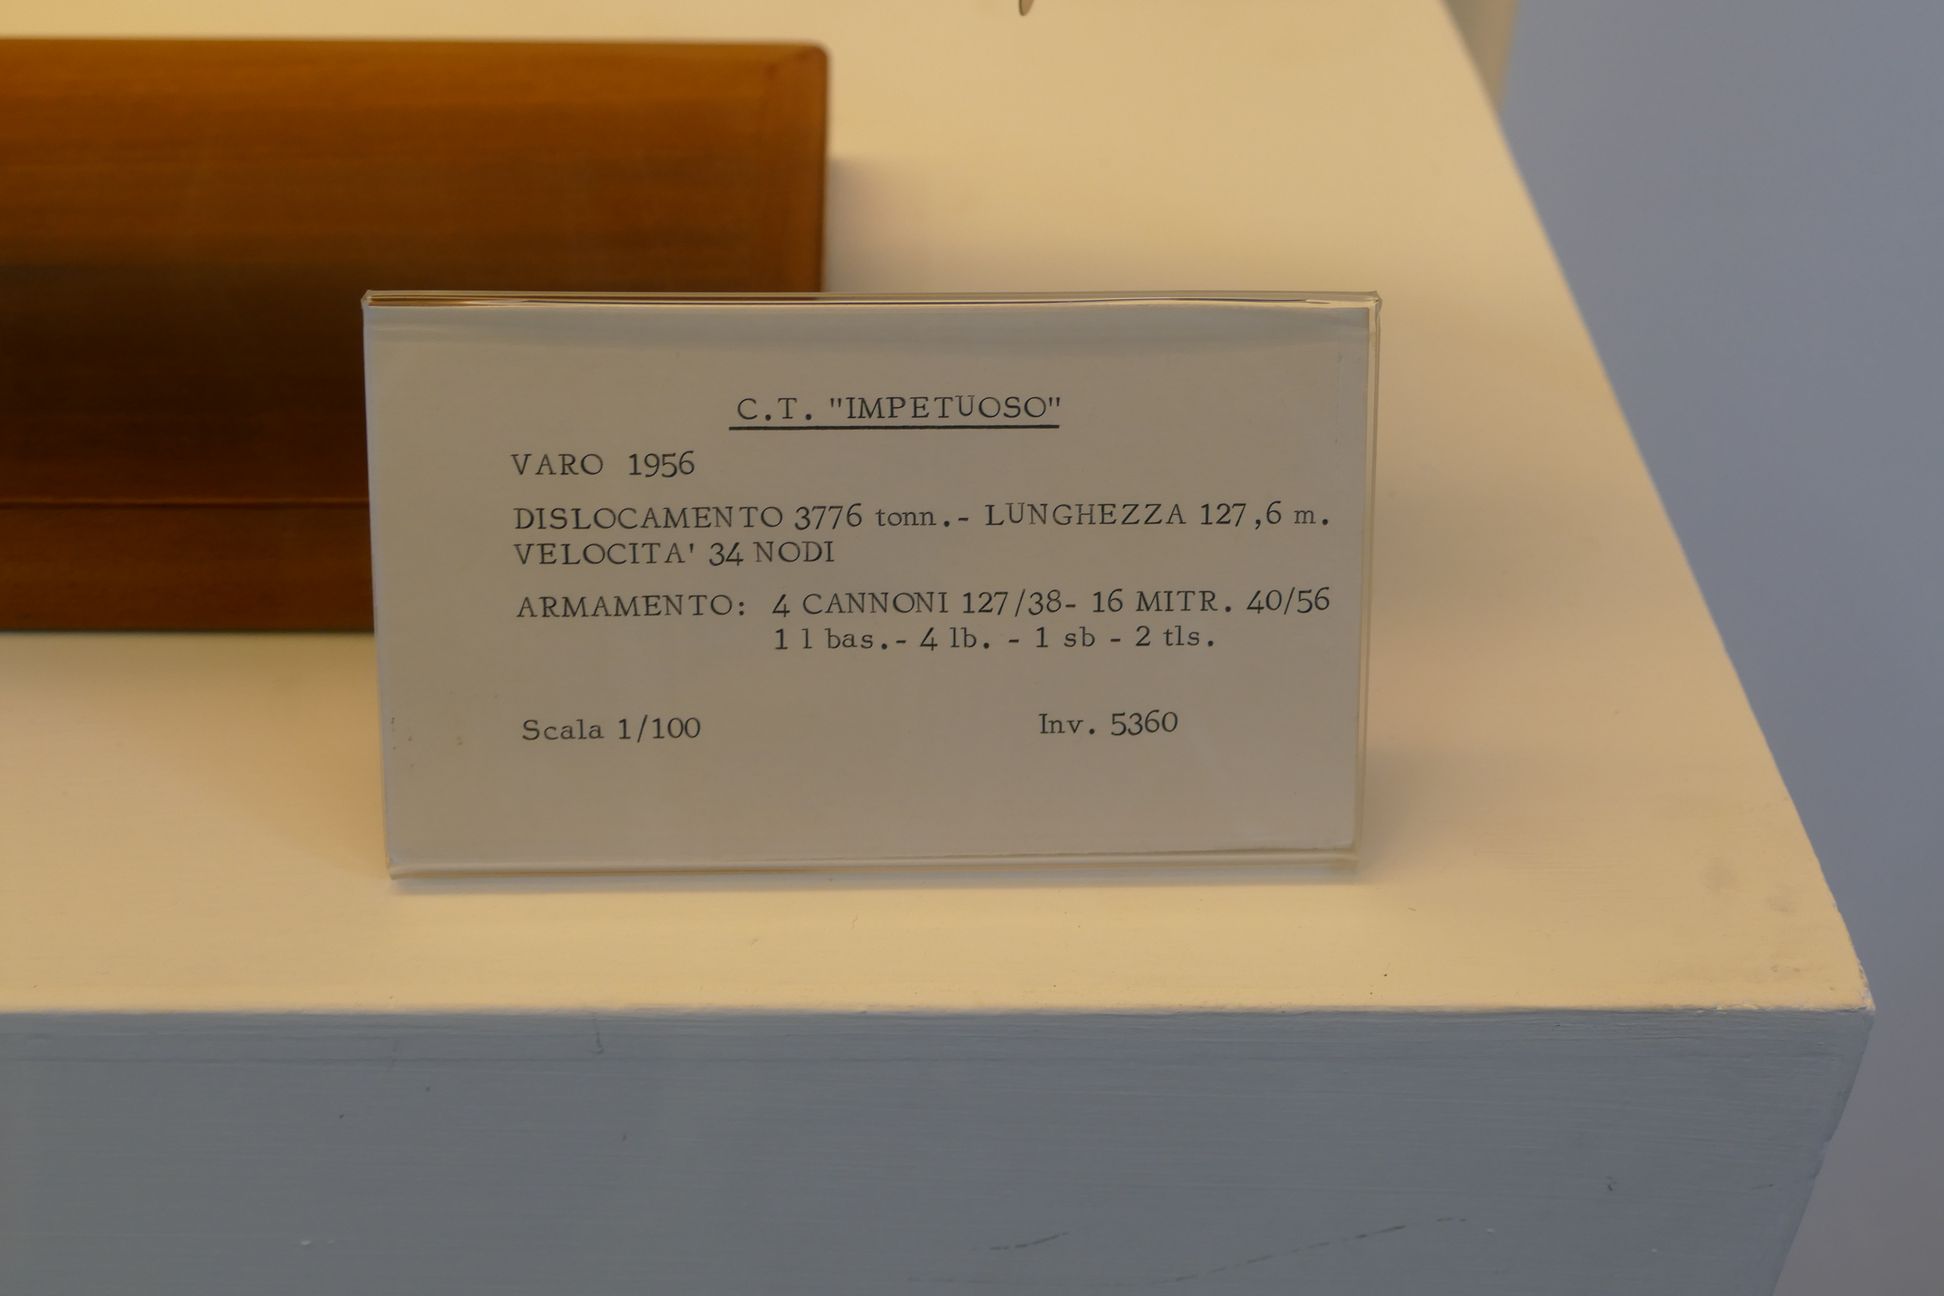 C.T. "IMPETUOSO"
VARO 1956
DISLOCAMENTO 3776 tonn.- LUNGHEZZA 127,6 m.
VELOCITA' 34 NODI
ARMAMENTO: 4 CANNONI 127/38- 16 MITR. 40/56
1 l bas.- 4 lb. - 1 sb - 2 tls.
Scala 1/100 Inv. 5360